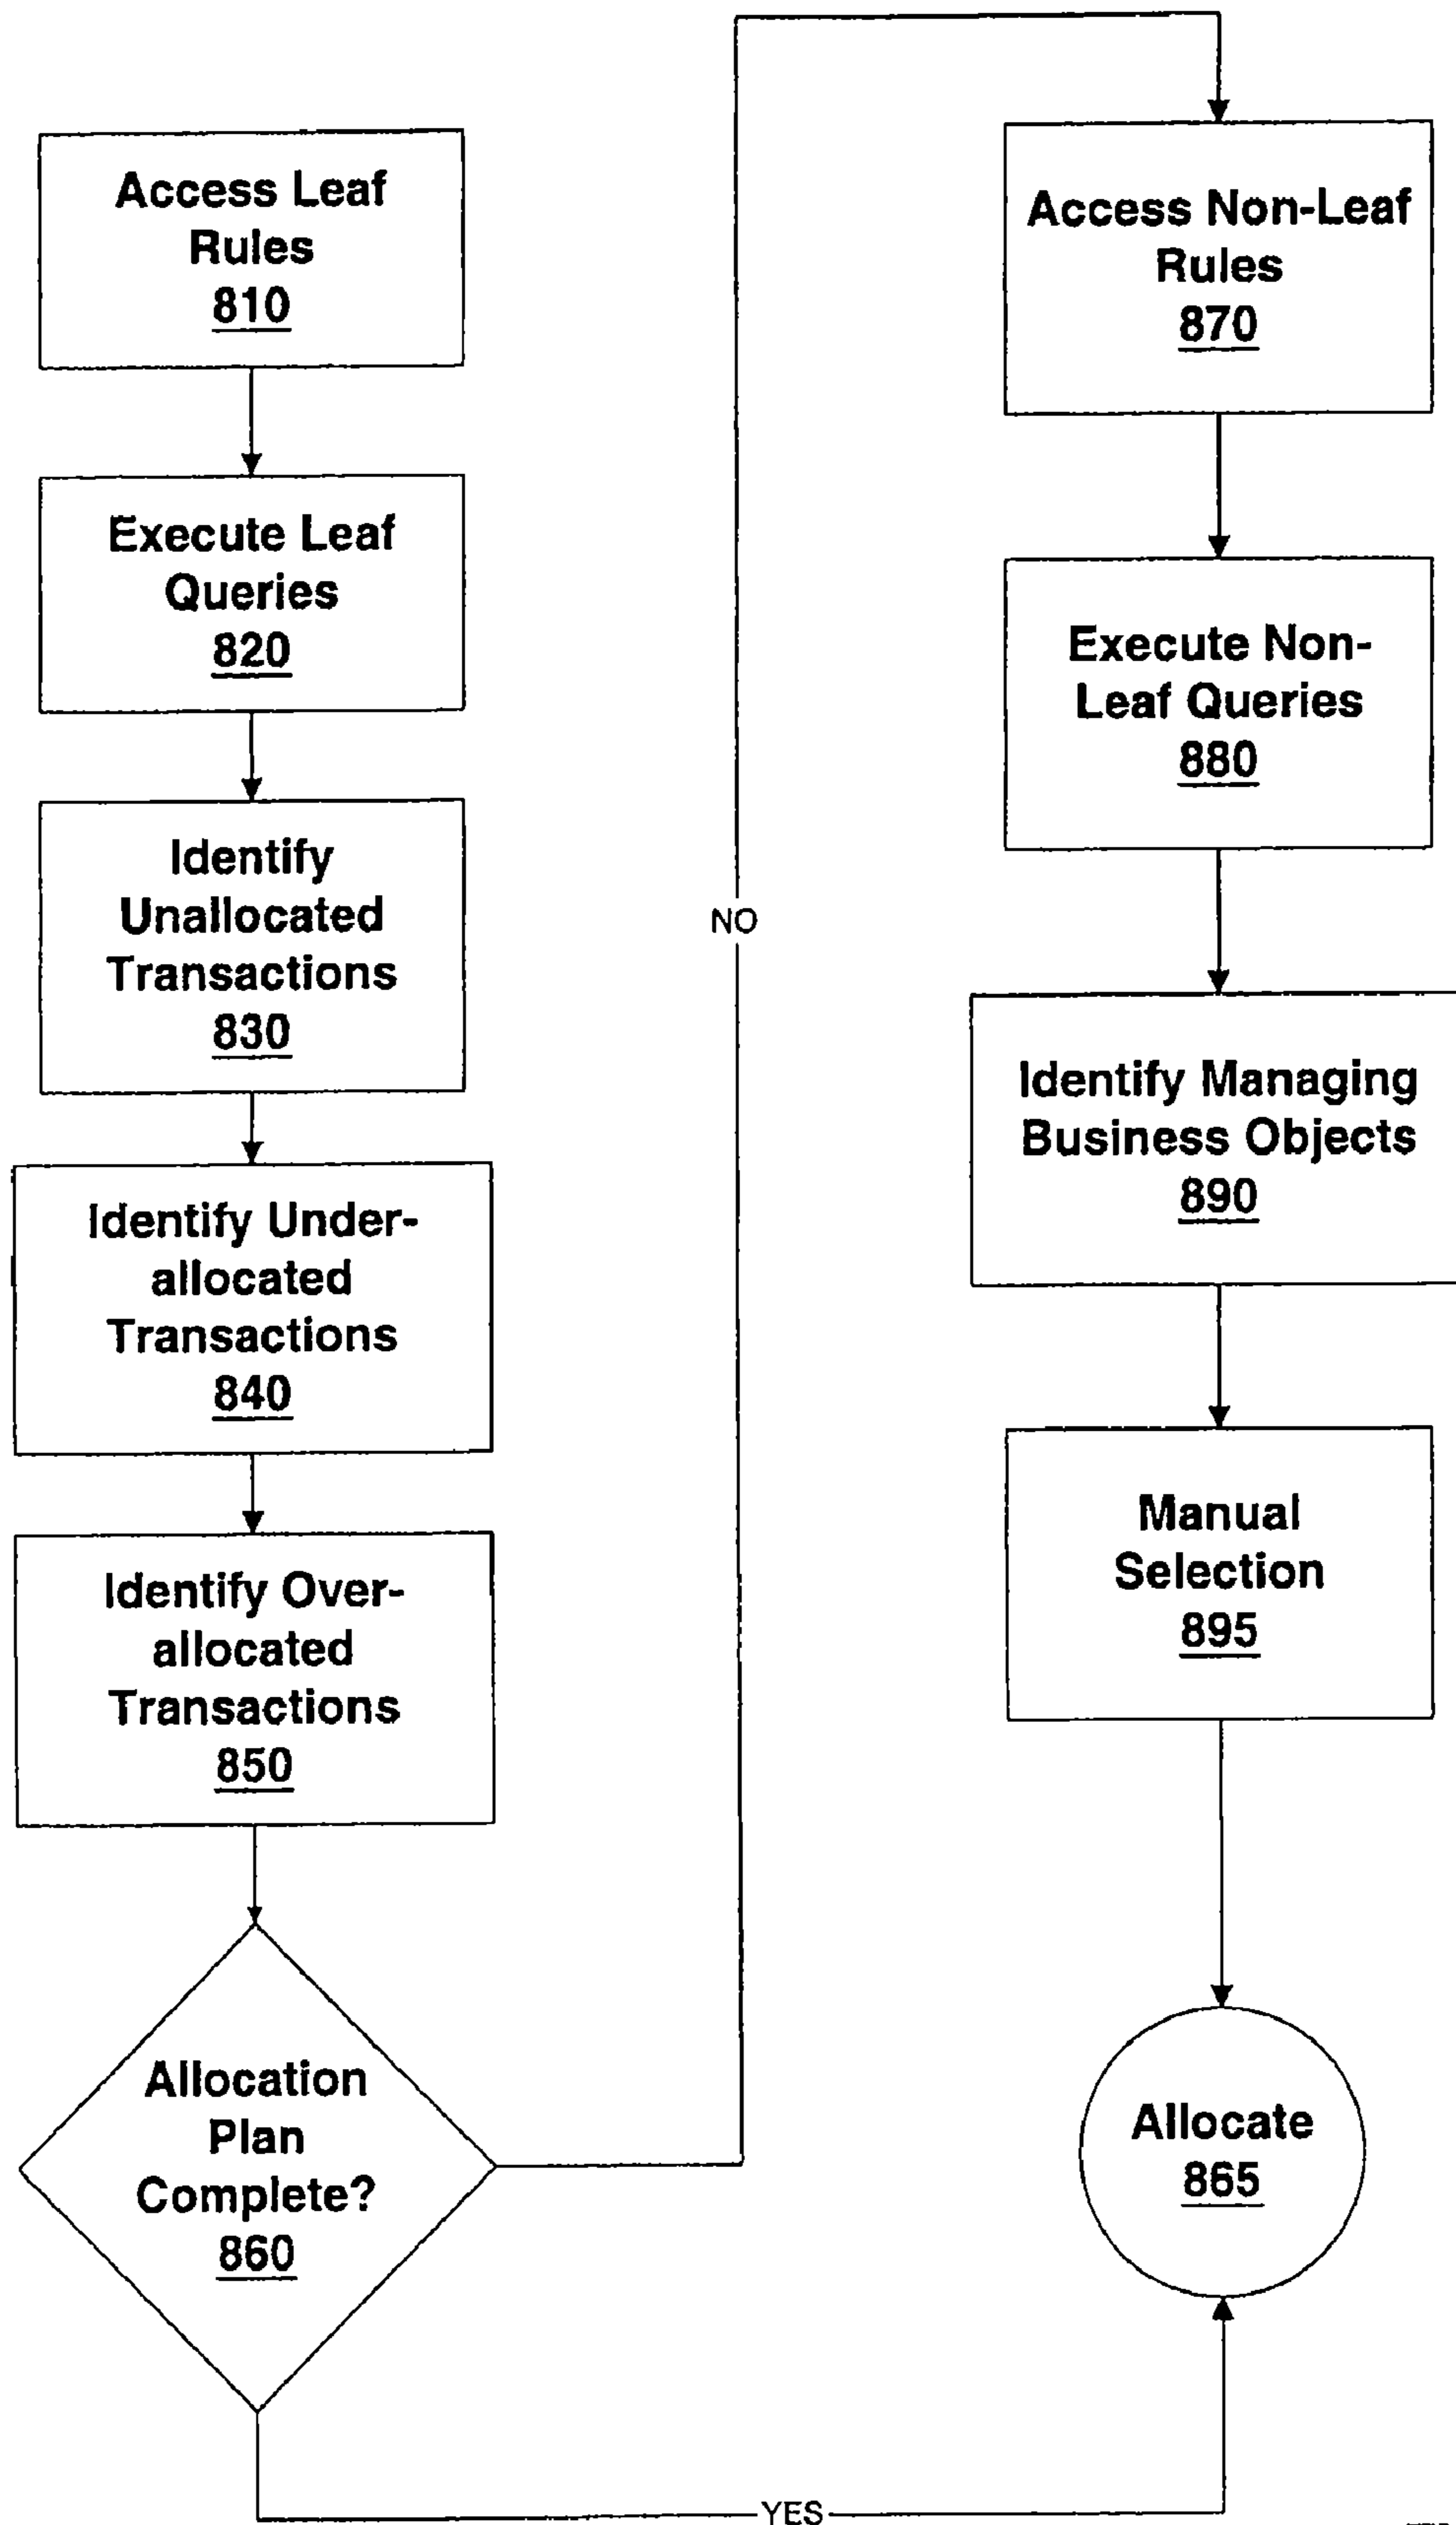 Access Leaf
Rules
810
Execute Leaf
Queries
820
Identify
Unallocated
Transactions
830
Identify Under-
allocated
Transactions
840
Identify Over-
allocated
Transactions
850
Allocation
Plan
Complete?
860
NO
YES
Access Non-Leaf
Rules
870
Execute Non-
Leaf Queries
880
Identify Managing
Business Objects
890
Manual
Selection
895
Allocate
865